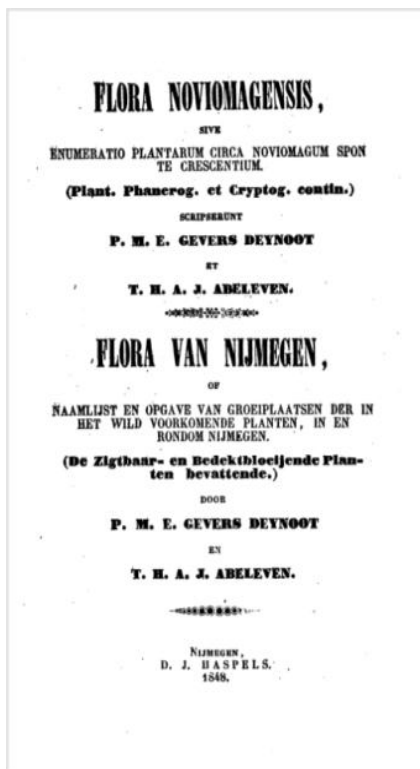 FLORA NOVIOMAGENSIS,
SIVE
ENUMERATIO PLANTARUM CIRCA NOVIOMAGUM SPON
TE CRESCENTIUM.
(Plant. Phanerog. et Cryptog. contin.)
SCRIPSERUNT
P. M. E. GEVERS DEYNOOT
ET
T. H. A. J. ABELEVEN.
FLORA VAN NIJMEGEN,
OF
NAAMLIJST EN OPGAVE VAN GROEIPLAATSEN DER IN
HET WILD VOORKOMENDE PLANTEN, IN EN
RONDOM NIJMEGEN.
(De Zigtbaar- en Bedektbloeijende Plan-
ten bevattende.)
DOOR
P. M. E. GEVERS DEYNOOT
EN
T. H. A. J. ABELEVEN.
NIJMEGEN,
D. J. HASPELS.
1848.